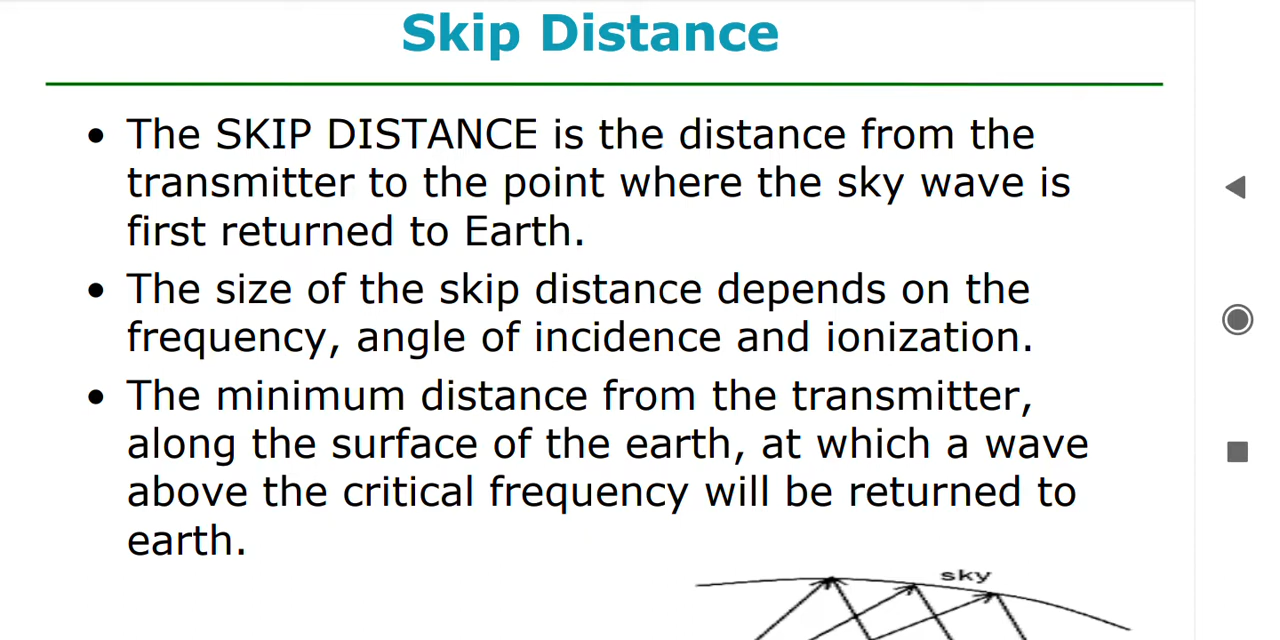 Skip Distance
• The SKIP DISTANCE is the distance from the
transmitter to the point where the sky wave is
first returned to Earth.
• The size of the skip distance depends on the
frequency, angle of incidence and ionization.
• The minimum distance from the transmitter,
along the surface of the earth, at which a wave
above the critical frequency will be returned to
earth.
sky